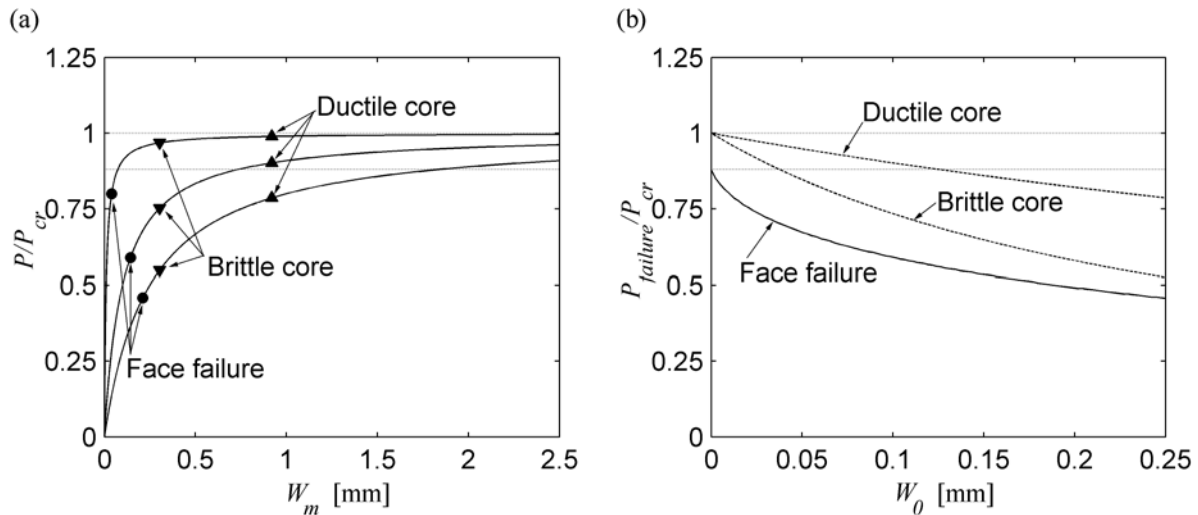 (a)
1.25
1
0.75
0.5
0.25
0
P/P_cr
Ductile core
Brittle core
Face failure
0 0.5 1 1.5 2 2.5
W_m [mm]
(b)
1.25
1
0.75
0.5
0.25
0
P_failure/P_cr
Ductile core
Brittle core
Face failure
0 0.05 0.1 0.15 0.2 0.25
W_0 [mm]